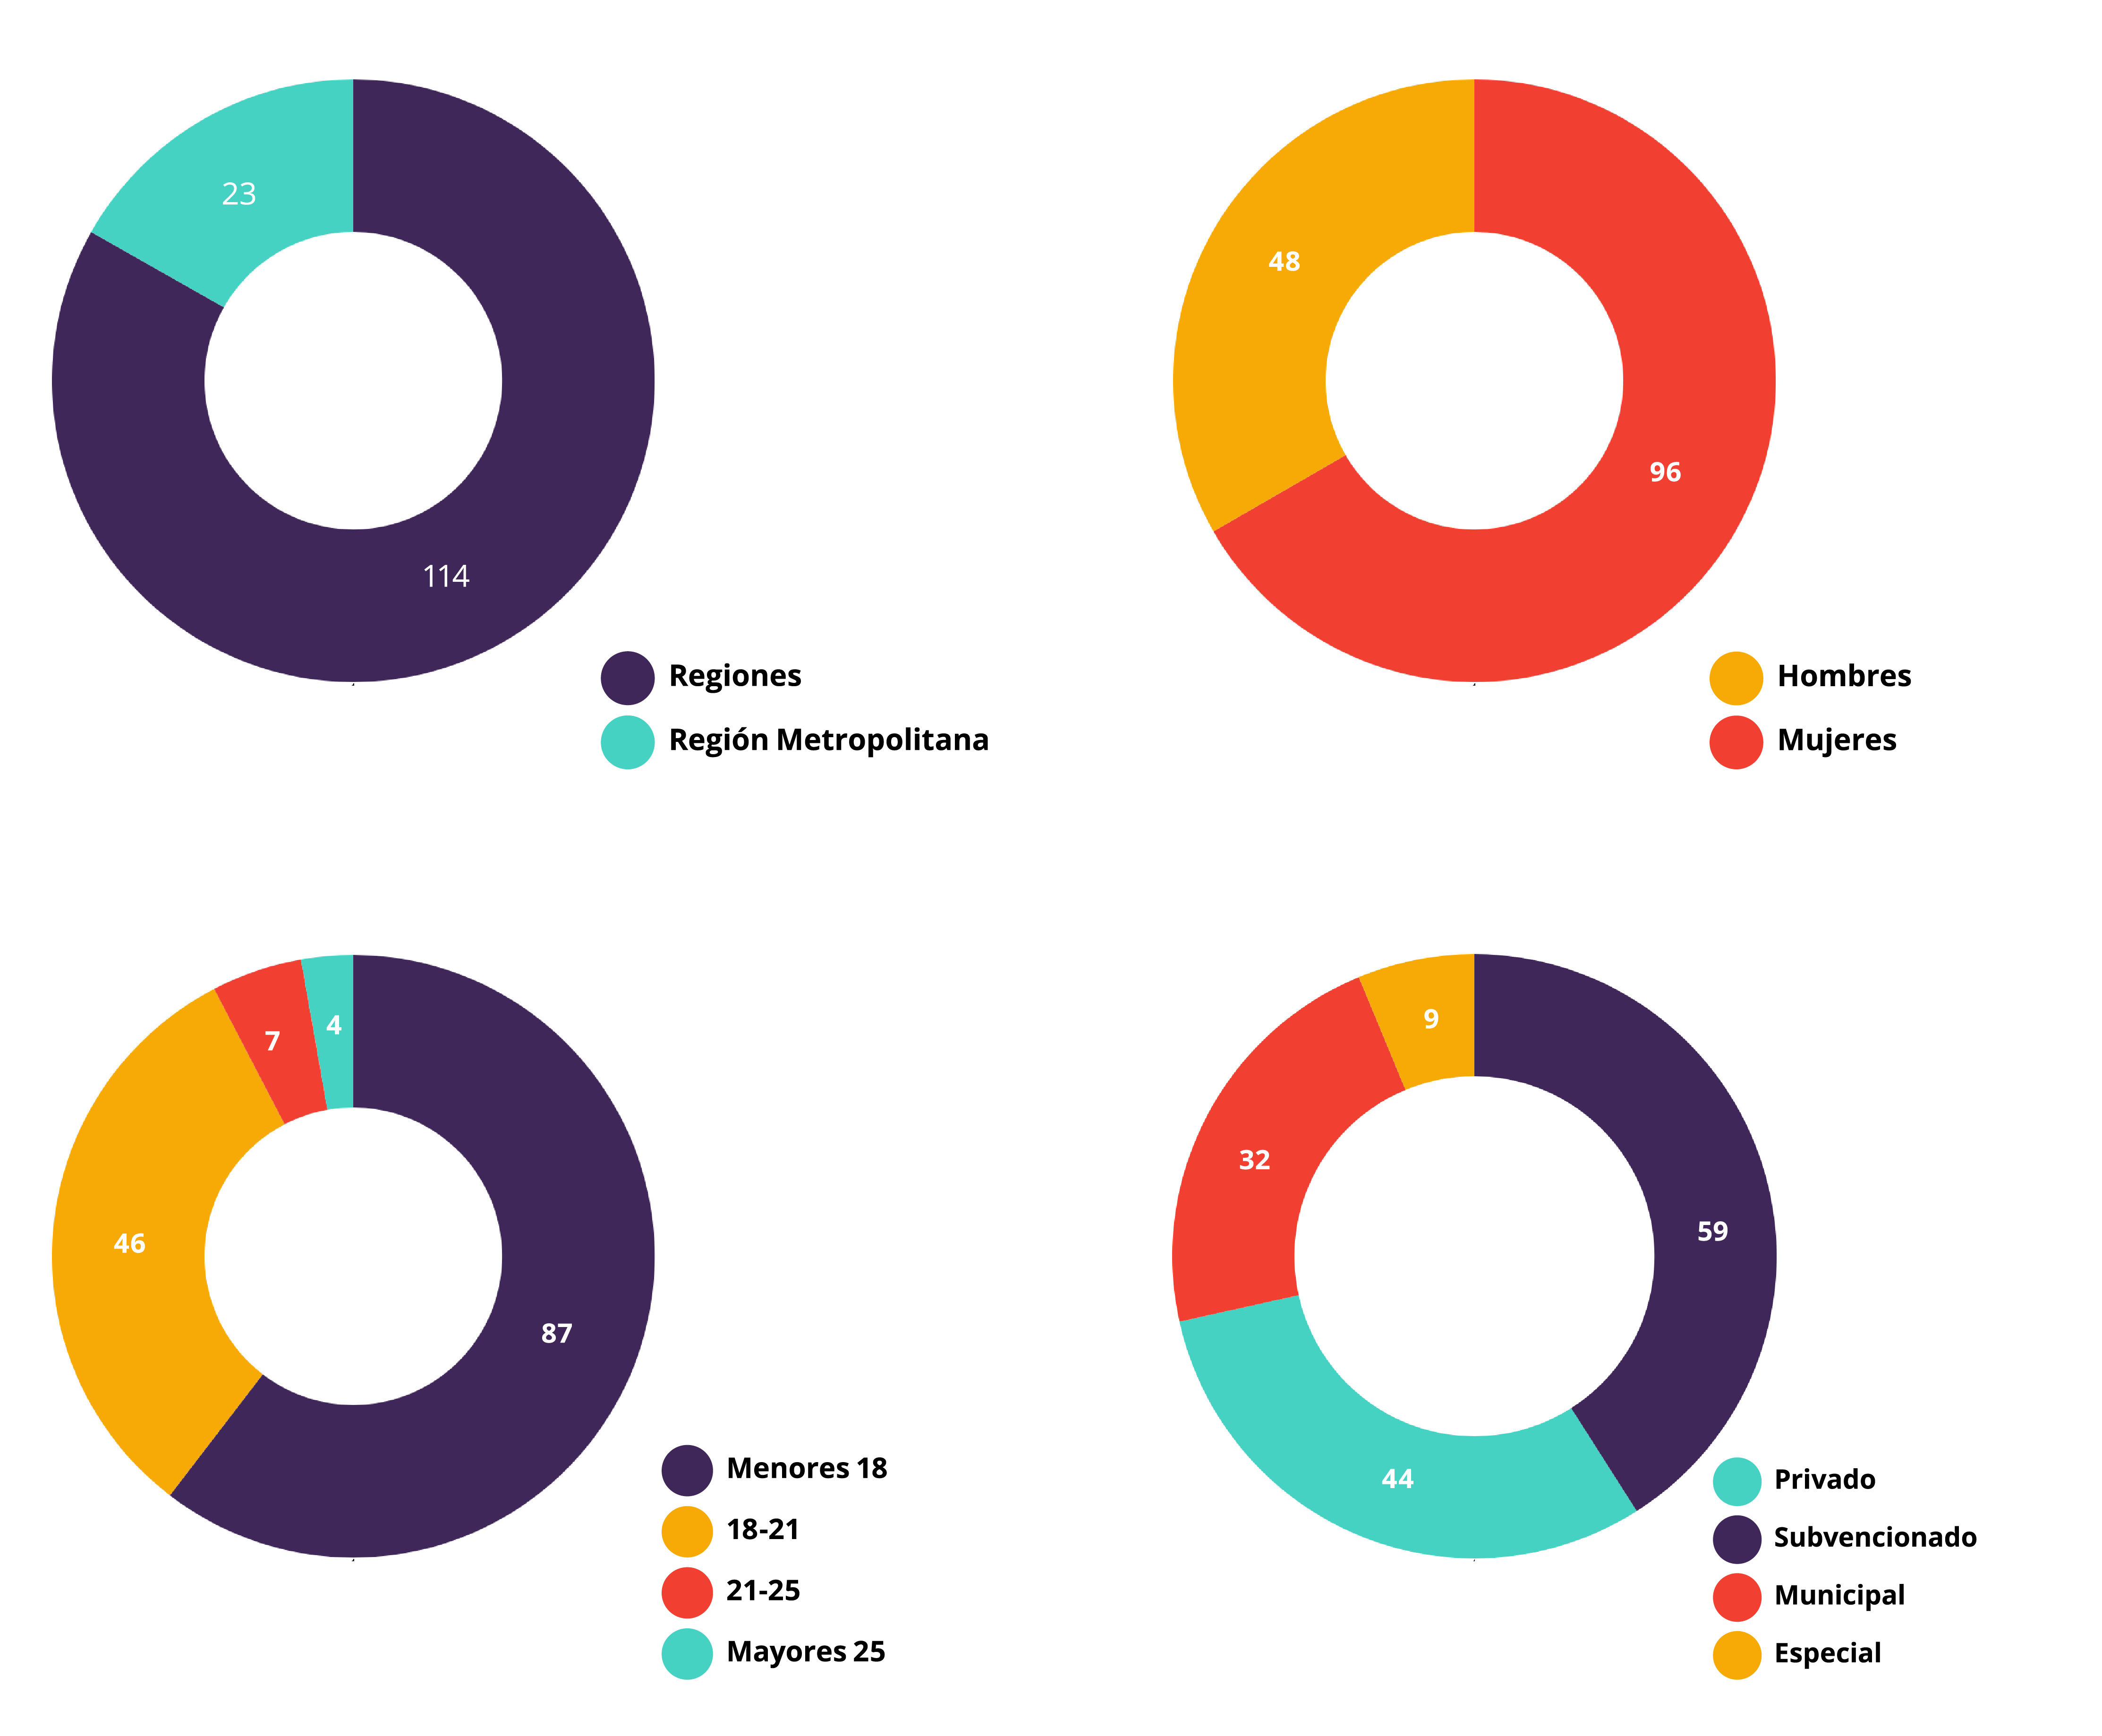 23
114
Regiones
Región Metropolitana
48
96
Hombres
Mujeres
4
7
46
87
Menores 18
18-21
21-25
Mayores 25
9
32
59
44
Privado
Subvencionado
Municipal
Especial